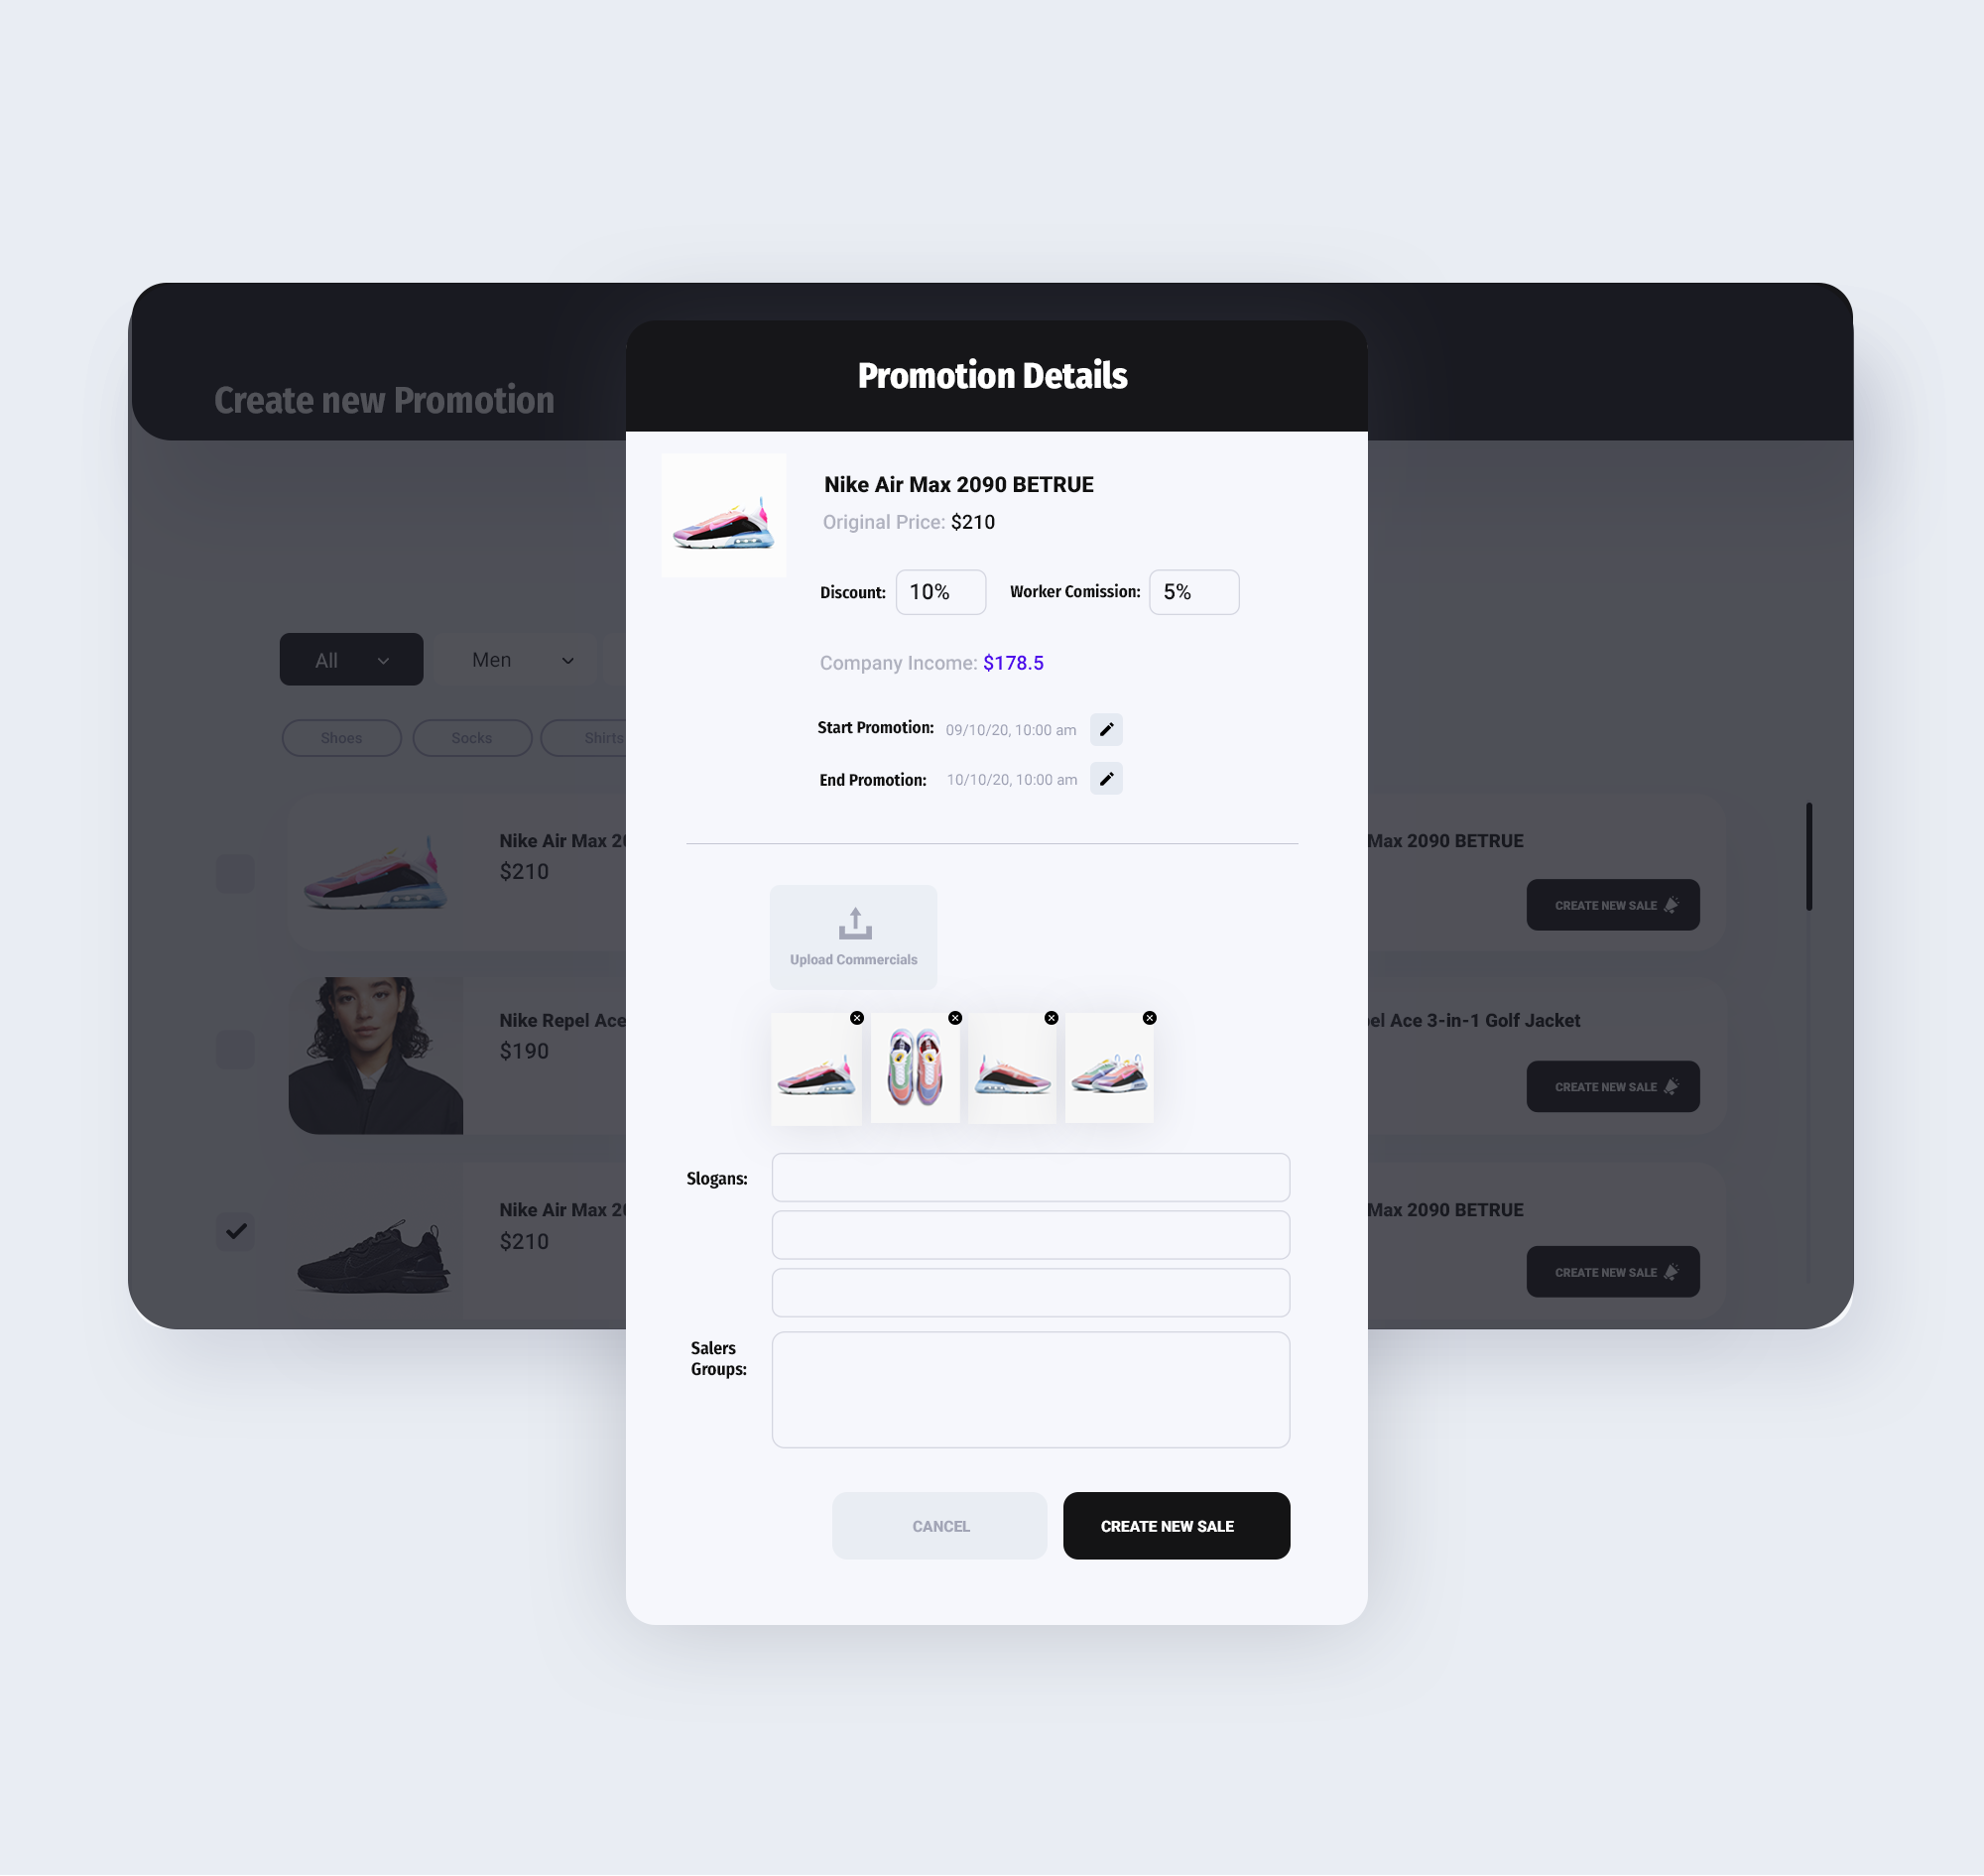 Create new Promotion
All
Men
Shoes
Socks
Shirts
Nike Air Max 20
$210
Nike Repel Ace
$190
Nike Air Max 20
$210
Promotion Details
Nike Air Max 2090 BETRUE
Original Price: $210
Discount: 10% Worker Comission: 5%
Company Income: $178.5
Start Promotion: 09/10/20, 10:00 am
End Promotion: 10/10/20, 10:00 am
Upload Commercials
Slogans:
Salers
Groups:
CANCEL
CREATE NEW SALE
Max 2090 BETRUE
CREATE NEW SALE
el Ace 3-in-1 Golf Jacket
CREATE NEW SALE
Max 2090 BETRUE
CREATE NEW SALE